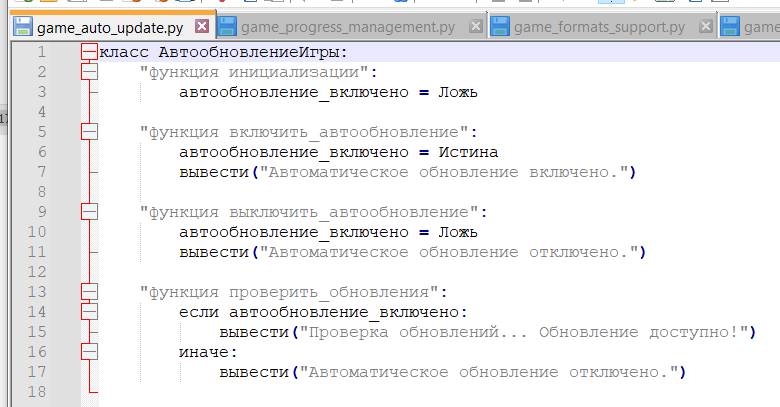 game_auto_update.py game_progress_management.py game_formats_support.py game
1 класс АвтообновлениеИгры:
2 "функция инициализации":
3 автообновление_включено = Ложь
4
5 "функция включить_автообновление":
6 автообновление_включено = Истина
7 вывести("Автоматическое обновление включено.")
8
9 "функция выключить_автообновление":
10 автообновление_включено = Ложь
11 вывести("Автоматическое обновление отключено.")
12
13 "функция проверить_обновления":
14 если автообновление_включено:
15 вывести("Проверка обновлений... Обновление доступно!")
16 иначе:
17 вывести("Автоматическое обновление отключено.")
18